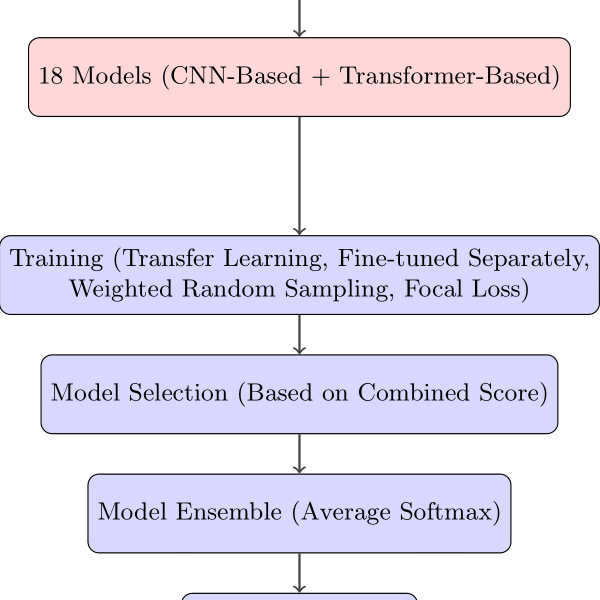 18 Models (CNN-Based + Transformer-Based)
Training (Transfer Learning, Fine-tuned Separately,
Weighted Random Sampling, Focal Loss)
Model Selection (Based on Combined Score)
Model Ensemble (Average Softmax)